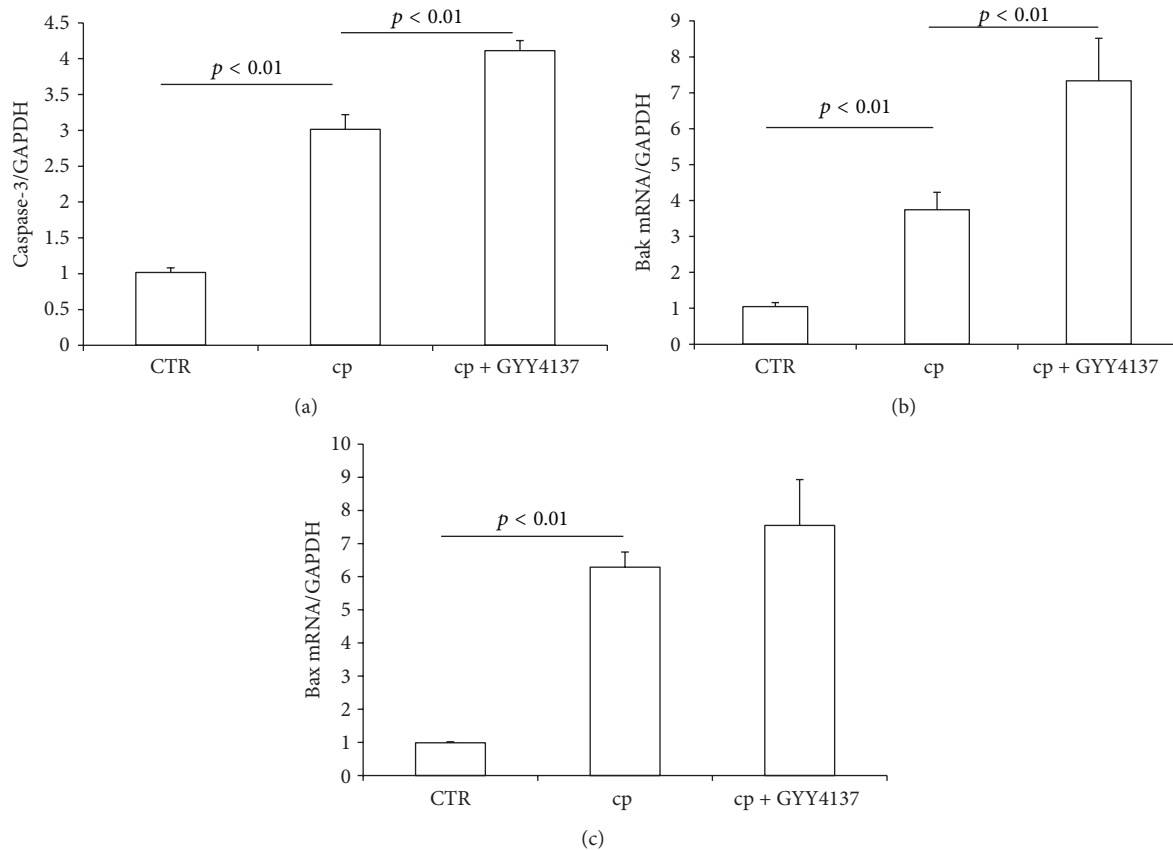 Caspase-3/GAPDH
4.5
4
3.5
3
2.5
2
1.5
1
0.5
0
p < 0.01
p < 0.01
CTR
cp
cp + GYY4137
(a)
Bak mRNA/GAPDH
9
8
7
6
5
4
3
2
1
0
p < 0.01
p < 0.01
CTR
cp
cp + GYY4137
(b)
Bax mRNA/GAPDH
10
9
8
7
6
5
4
3
2
1
0
p < 0.01
CTR
cp
cp + GYY4137
(c)